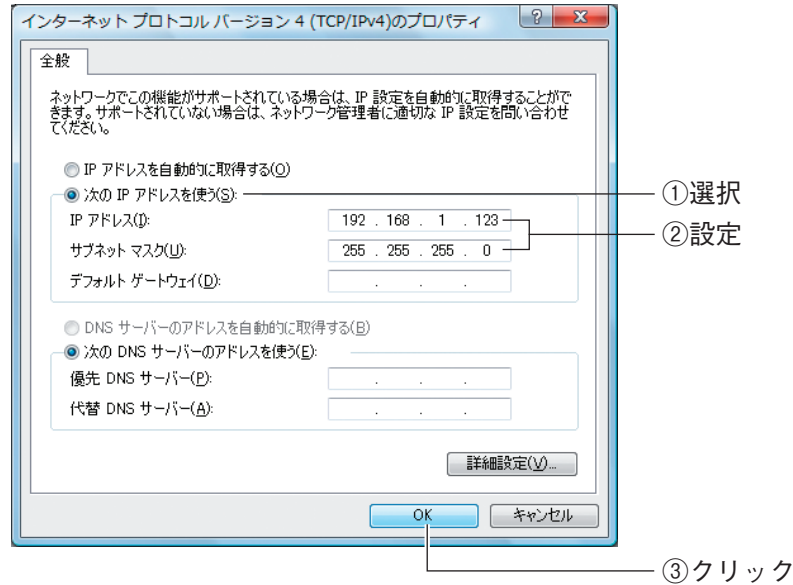 インターネット プロトコル バージョン 4 (TCP/IPv4)のプロパティ
全般
ネットワークでこの機能がサポートされている場合は、IP 設定を自動的に取得することがで
きます。サポートされていない場合は、ネットワーク管理者に適切な IP 設定を問い合わせ
てください。
IP アドレスを自動的に取得する(O)
次の IP アドレスを使う(S):
①選択
IP アドレス(I): 192 . 168 . 1 . 123
②設定
サブネット マスク(U): 255 . 255 . 255 . 0
デフォルト ゲートウェイ(D): . . .
DNS サーバーのアドレスを自動的に取得する(B)
次の DNS サーバーのアドレスを使う(E):
優先 DNS サーバー(P): . . .
代替 DNS サーバー(A): . . .
詳細設定(V)...
OK キャンセル
③クリック